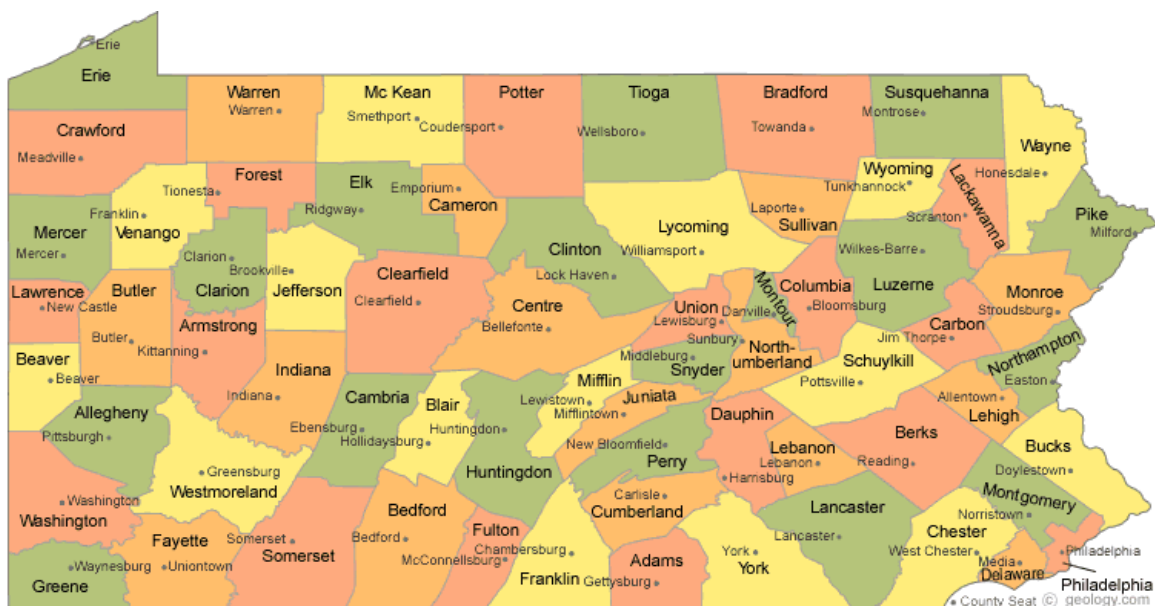 Erie
Erie
Warren
Warren
Mc Kean
Smethport
Potter
Coudersport
Tioga
Wellsboro
Bradford
Towanda
Susquehanna
Montrose
Wayne
Honesdale
Crawford
Meadville
Forest
Tionesta
Elk
Ridgway
Emporium
Cameron
Wyoming
Tunkhannock
Lackawanna
Scranton
Pike
Milford
Mercer
Mercer
Franklin
Venango
Clarion
Clarion
Brookville
Jefferson
Clearfield
Clearfield
Clinton
Lock Haven
Lycoming
Williamsport
Laporte
Sullivan
Wilkes-Barre
Luzerne
Lawrence
New Castle
Butler
Butler
Armstrong
Kittanning
Indiana
Indiana
Centre
Bellefonte
Union
Lewisburg
Montour
Danville
Columbia
Bloomsburg
Monroe
Stroudsburg
Carbon
Jim Thorpe
Beaver
Beaver
Allegheny
Pittsburgh
Cambria
Ebensburg
Blair
Hollidaysburg
Huntingdon
Huntingdon
Mifflin
Lewistown
Middleburg
Snyder
Sunbury
North-
umberland
Juniata
Mifflintown
Schuylkill
Pottsville
Northampton
Easton
Allentown
Lehigh
Greensburg
Westmoreland
New Bloomfield
Perry
Dauphin
Harrisburg
Lebanon
Lebanon
Berks
Reading
Bucks
Doylestown
Montgomery
Norristown
Washington
Washington
Fayette
Uniontown
Somerset
Somerset
Bedford
Bedford
Fulton
McConnellsburg
Chambersburg
Franklin
Carlisle
Cumberland
Adams
Gettysburg
York
York
Lancaster
Lancaster
Chester
West Chester
Media
Delaware
Philadelphia
Philadelphia
Waynesburg
Greene
County Seat © geology.com